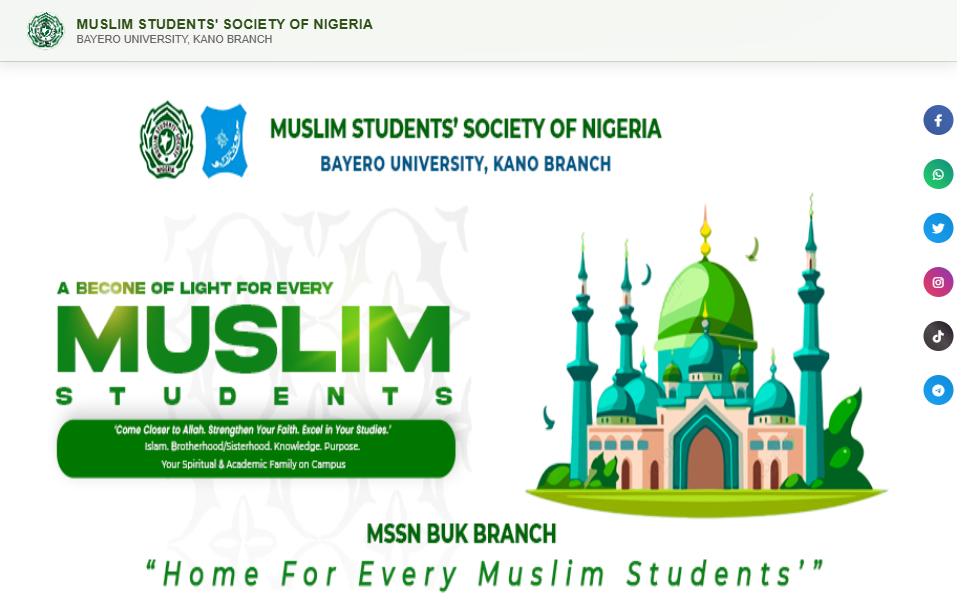 MUSLIM STUDENTS' SOCIETY OF NIGERIA
BAYERO UNIVERSITY, KANO BRANCH
MUSLIM STUDENTS’ SOCIETY OF NIGERIA
BAYERO UNIVERSITY, KANO BRANCH
A BECONE OF LIGHT FOR EVERY
MUSLIM
STUDENTS
‘Come Closer to Allah. Strengthen Your Faith. Excel in Your Studies.’
Islam. Brotherhood/Sisterhood. Knowledge. Purpose.
Your Spiritual & Academic Family on Campus
MSSN BUK BRANCH
“Home For Every Muslim Students’”